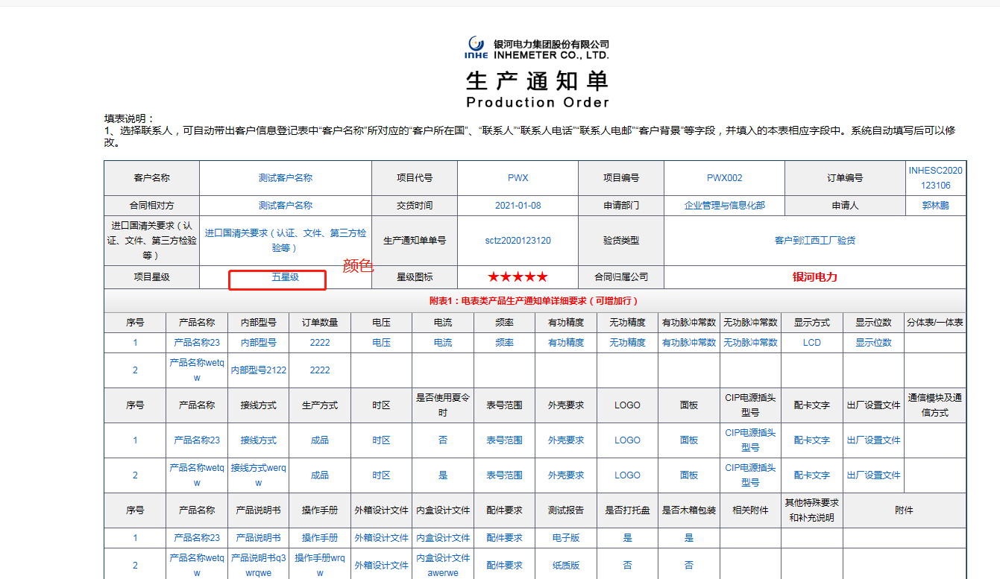 银河电力集团股份有限公司
INHE INHEMETER CO., LTD.
生产通知单
Production Order
填表说明：
1、选择联系人，可自动带出客户信息登记表中“客户名称”所对应的“客户所在国”、“联系人”“联系人电话”“联系人电邮”“客户背景”等字段，并填入的本表相应字段中。系统自动填写后可以修
改。
客户名称 测试客户名称 项目代号 PWX 项目编号 PWX002 订单编号 INHESC2020
123106
合同相对方 测试客户名称 交货时间 2021-01-08 申请部门 企业管理与信息化部 申请人 郭林鹏
进口国清关要求（认
证、文件、第三方检验
等） 进口国清关要求（认证、文件、第三方检
验等） 生产通知单单号 sctz2020123120 验货类型 客户到江西工厂验货
颜色
项目星级 五星级 星级图标 ★★★★★ 合同归属公司 银河电力
附表1：电表类产品生产通知单详细要求（可增加行）
序号 产品名称 内部型号 订单数量 电压 电流 频率 有功精度 无功精度 有功脉冲常数 无功脉冲常数 显示方式 显示位数 分体表/一体表
1 产品名称23 内部型号 2222 电压 电流 频率 有功精度 无功精度 有功脉冲常数 无功脉冲常数 LCD 显示位数
2 产品名称wetq
w 内部型号2122 2222
序号 产品名称 接线方式 生产方式 时区 是否使用夏令
时 表号范围 外壳要求 LOGO 面板 CIP电源插头
型号 配卡文字 出厂设置文件 通信模块及通
信方式
1 产品名称23 接线方式 成品 时区 否 表号范围 外壳要求 LOGO 面板 CIP电源插头
型号 配卡文字 出厂设置文件
2 产品名称wetq
w 接线方式werq
w 成品 时区 是 表号范围 外壳要求 LOGO 面板 CIP电源插头
型号 配卡文字 出厂设置文件
序号 产品名称 产品说明书 操作手册 外箱设计文件 内盒设计文件 配件要求 测试报告 是否打托盘 是否木箱包装 相关附件 其他特殊要求
和补充说明 附件
1 产品名称23 产品说明书 操作手册 外箱设计文件 内盒设计文件 配件要求 电子版 是 是
2 产品名称wetq
w 产品说明书q3
wrqwe 操作手册wrq
w 外箱设计文件 内盒设计文件
awerwe 配件要求 纸质版 否 否